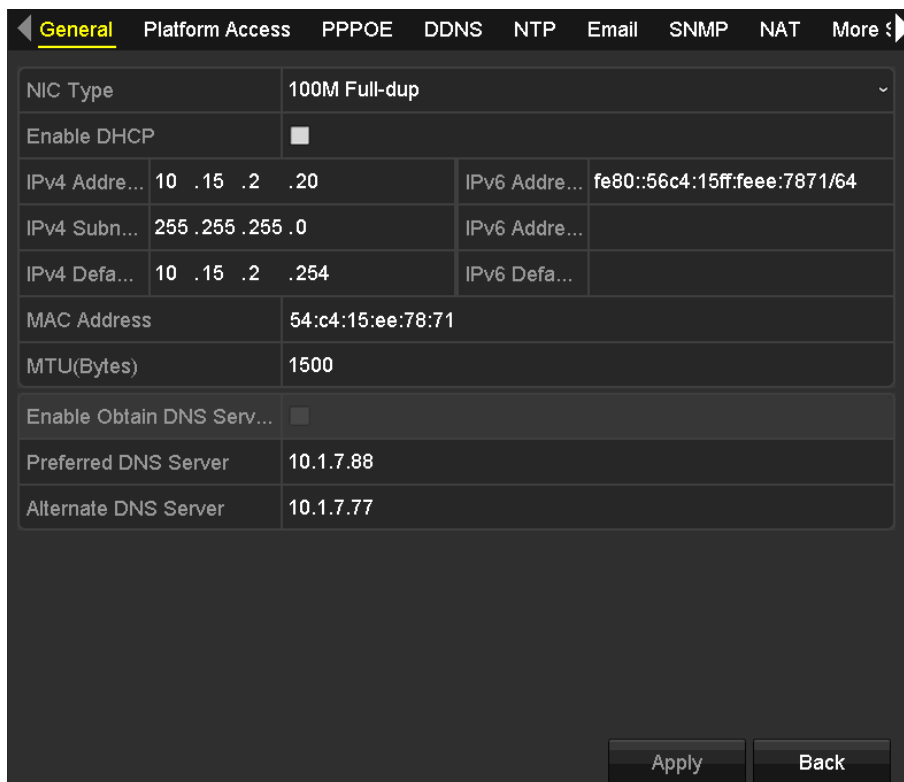 General Platform Access PPPOE DDNS NTP Email SNMP NAT More S
NIC Type 100M Full-dup
Enable DHCP
IPv4 Addre... 10 .15 .2 .20 IPv6 Addre... fe80::56c4:15ff:feee:7871/64
IPv4 Subn... 255.255.255.0 IPv6 Addre...
IPv4 Defa... 10 .15 .2 .254 IPv6 Defa...
MAC Address 54:c4:15:ee:78:71
MTU(Bytes) 1500
Enable Obtain DNS Serv...
Preferred DNS Server 10.1.7.88
Alternate DNS Server 10.1.7.77
Apply Back